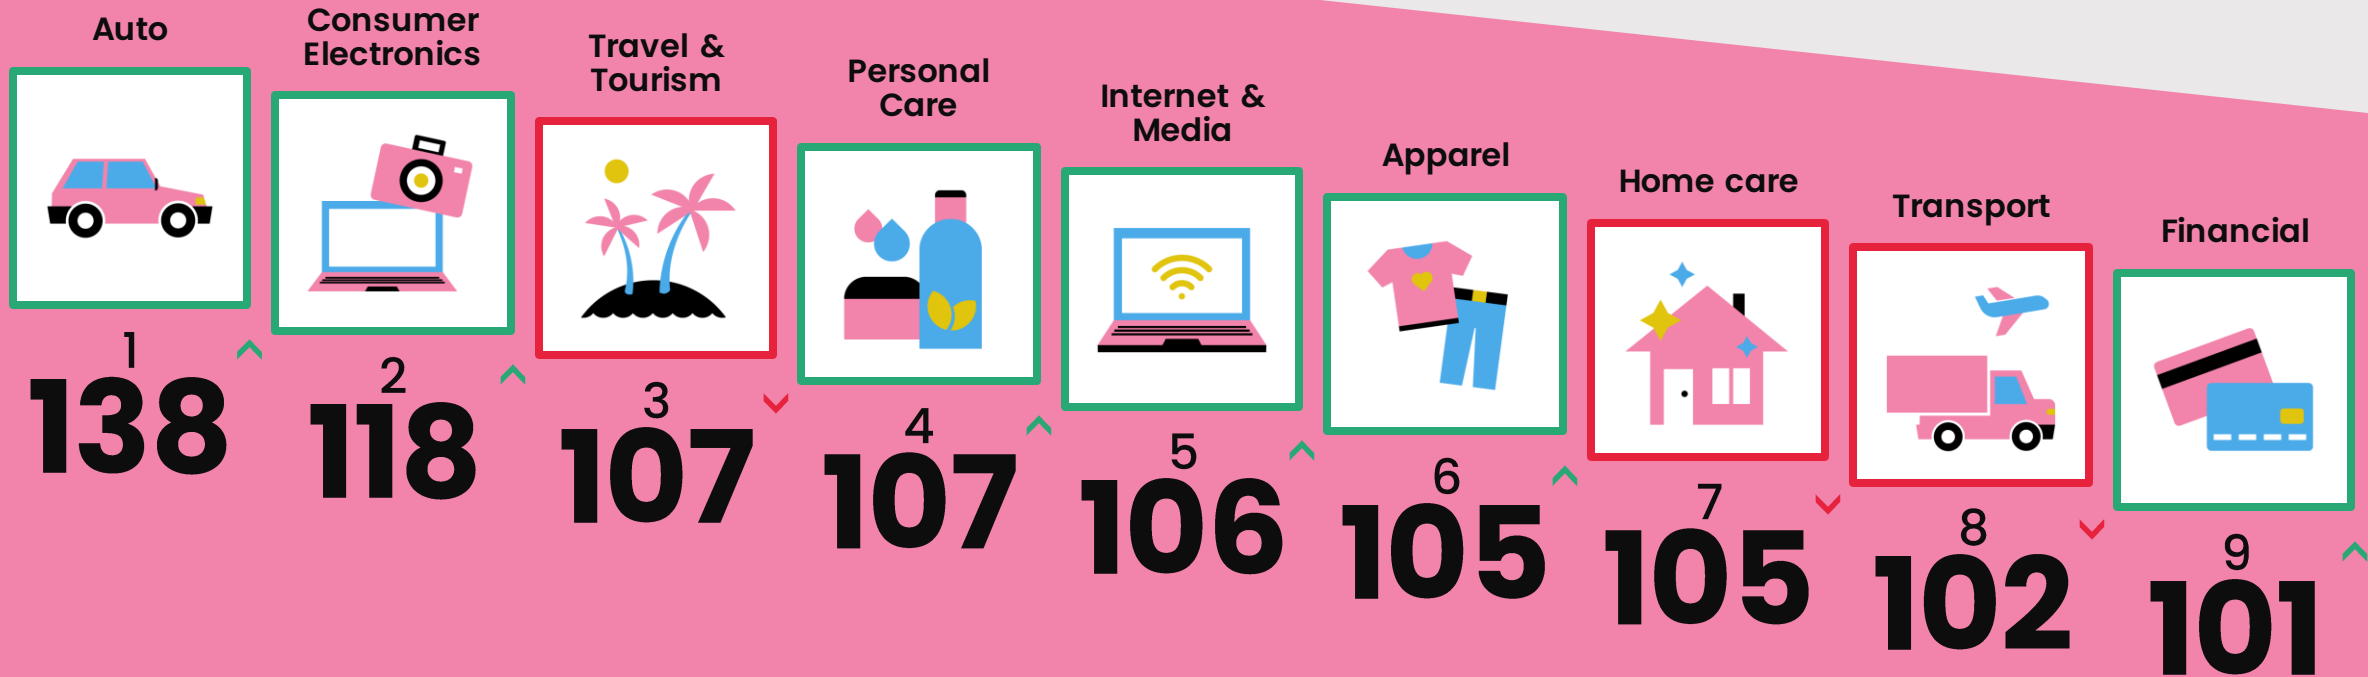 Auto
1
138
Consumer
Electronics
2
118
Travel &
Tourism
3
107
Personal
Care
4
107
Internet &
Media
5
106
Apparel
6
105
Home care
7
105
Transport
8
102
Financial
9
101